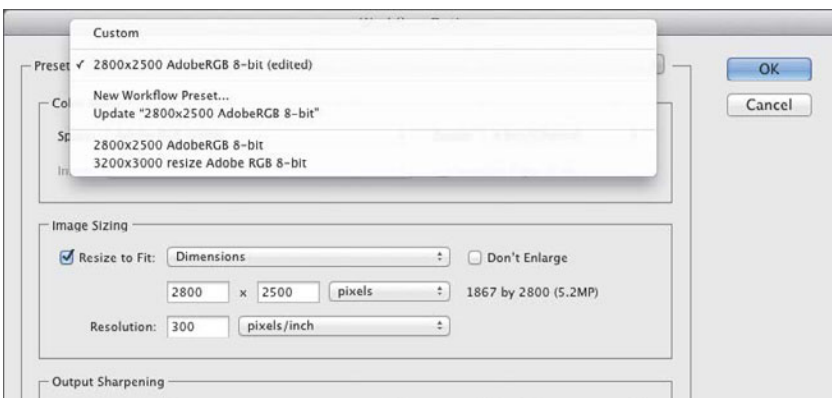 Custom
Preset ✓ 2800x2500 AdobeRGB 8-bit (edited)
OK
New Workflow Preset...
Update “2800x2500 AdobeRGB 8-bit”
Cancel
2800x2500 AdobeRGB 8-bit
3200x3000 resize Adobe RGB 8-bit
Image Sizing
Resize to Fit: Dimensions
Don't Enlarge
2800 x 2500 pixels 1867 by 2800 (5.2MP)
Resolution: 300 pixels/inch
Output Sharpening